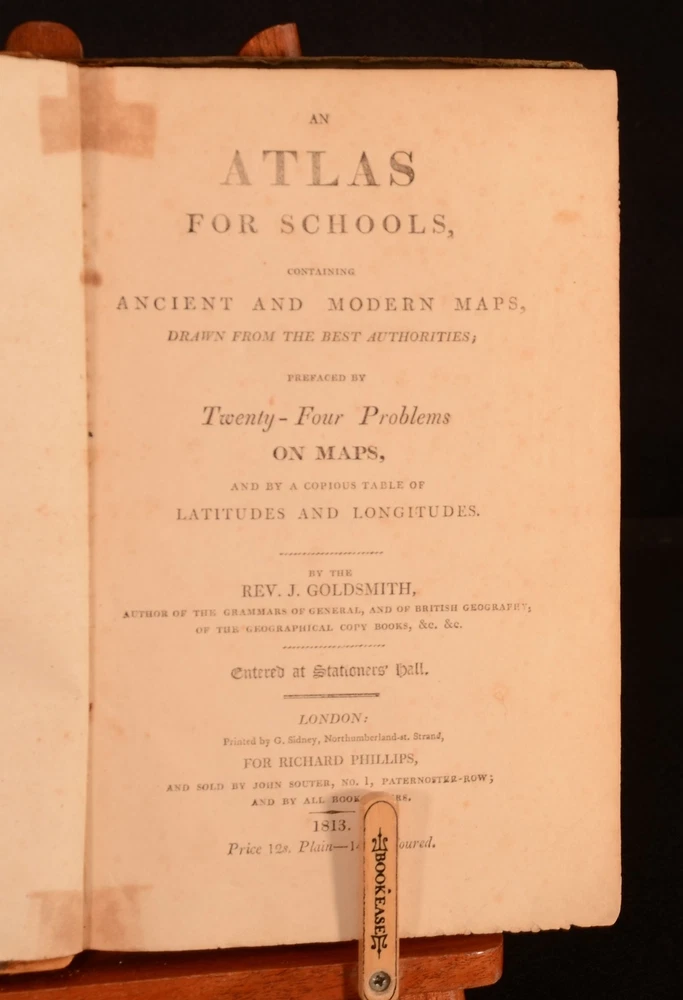 AN
ATLAS
FOR SCHOOLS,
CONTAINING
ANCIENT AND MODERN MAPS,
DRAWN FROM THE BEST AUTHORITIES;
PREFACED BY
Twenty-Four Problems
ON MAPS,
AND BY A COPIOUS TABLE OF
LATITUDES AND LONGITUDES.
BY THE
REV. J. GOLDSMITH,
AUTHOR OF THE GRAMMARS OF GENERAL, AND OF BRITISH GEOGRAPHY;
OF THE GEOGRAPHICAL COPY BOOKS, &c. &c.
Entered at Stationers' Hall.
LONDON:
Printed by G. Sidney, Northumberland-st. Strand,
FOR RICHARD PHILLIPS,
AND SOLD BY JOHN SOUTER, NO. 1, PATERNOSTER-ROW;
AND BY ALL
1813.
Price 12s. Plain—
BOOKEASE